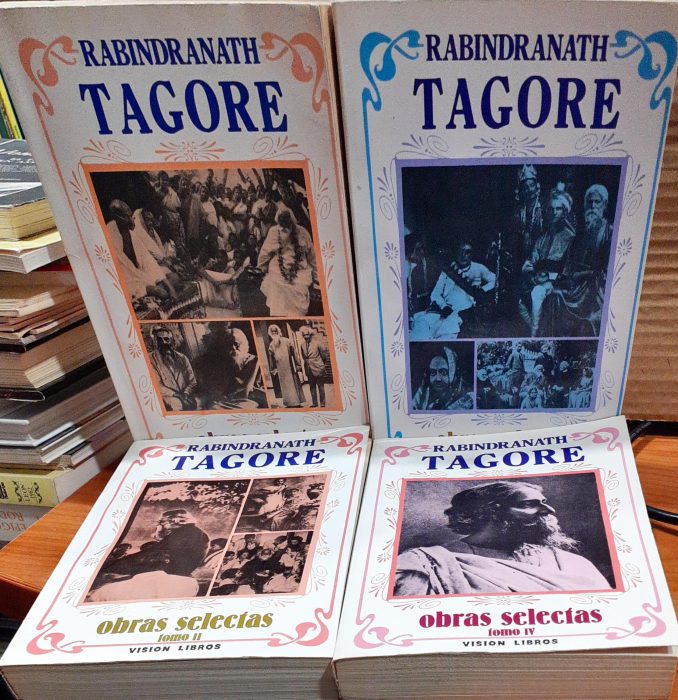 RABINDRANATH
TAGORE
RABINDRANATH
TAGORE
RABINDRANATH
TAGORE
obras selectas
tomo II
VISION LIBROS
RABINDRANATH
TAGORE
obras selectas
tomo IV
VISION LIBROS